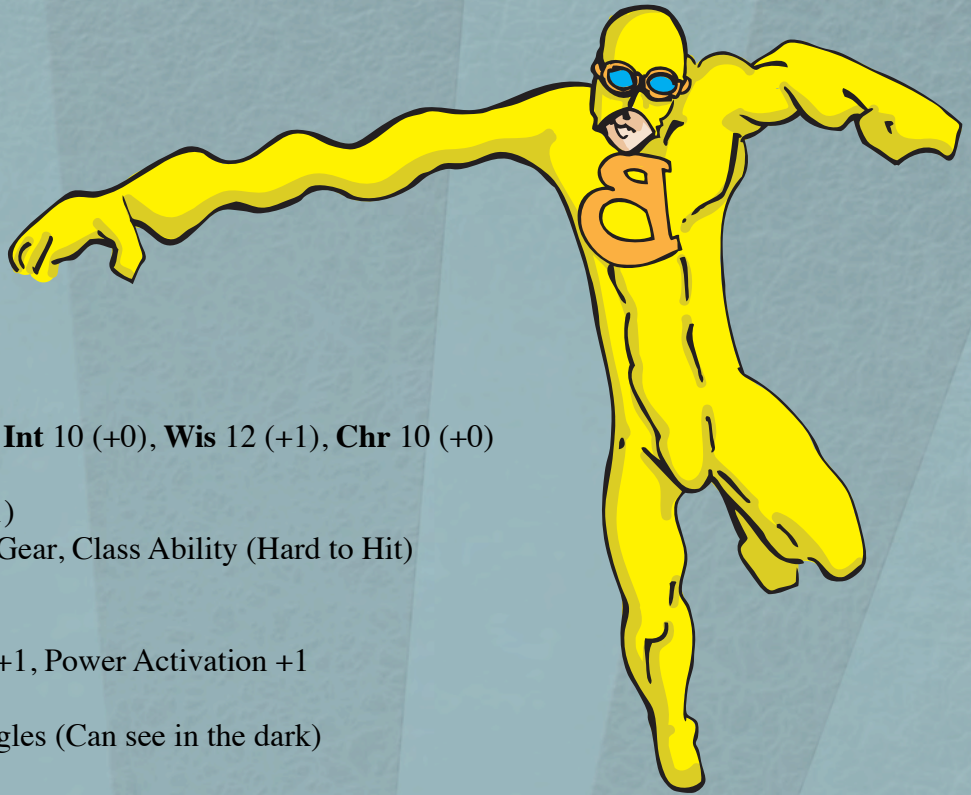 B
Int 10 (+0), Wis 12 (+1), Chr 10 (+0)
)
Gear, Class Ability (Hard to Hit)
+1, Power Activation +1
gles (Can see in the dark)